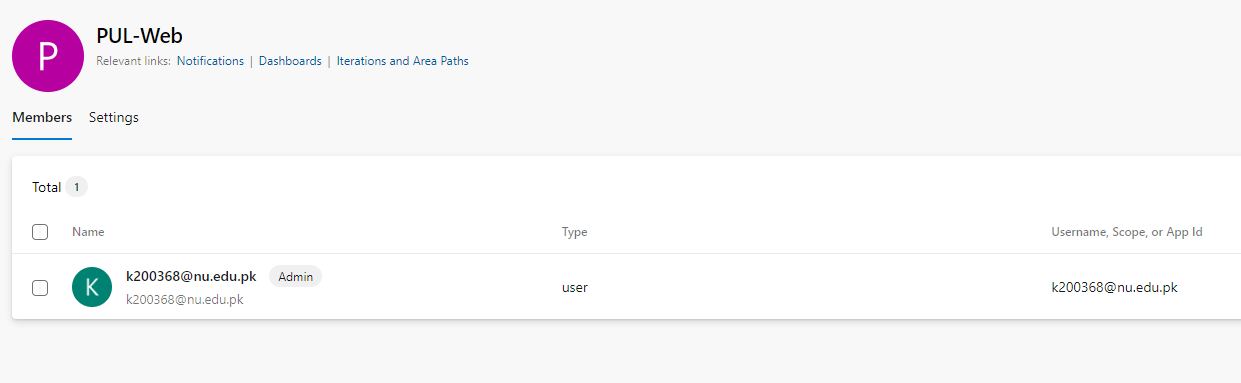 P
PUL-Web
Relevant links: Notifications | Dashboards | Iterations and Area Paths
Members Settings
Total 1
Name Type Username, Scope, or App Id
K
k200368@nu.edu.pk Admin
k200368@nu.edu.pk
user
k200368@nu.edu.pk